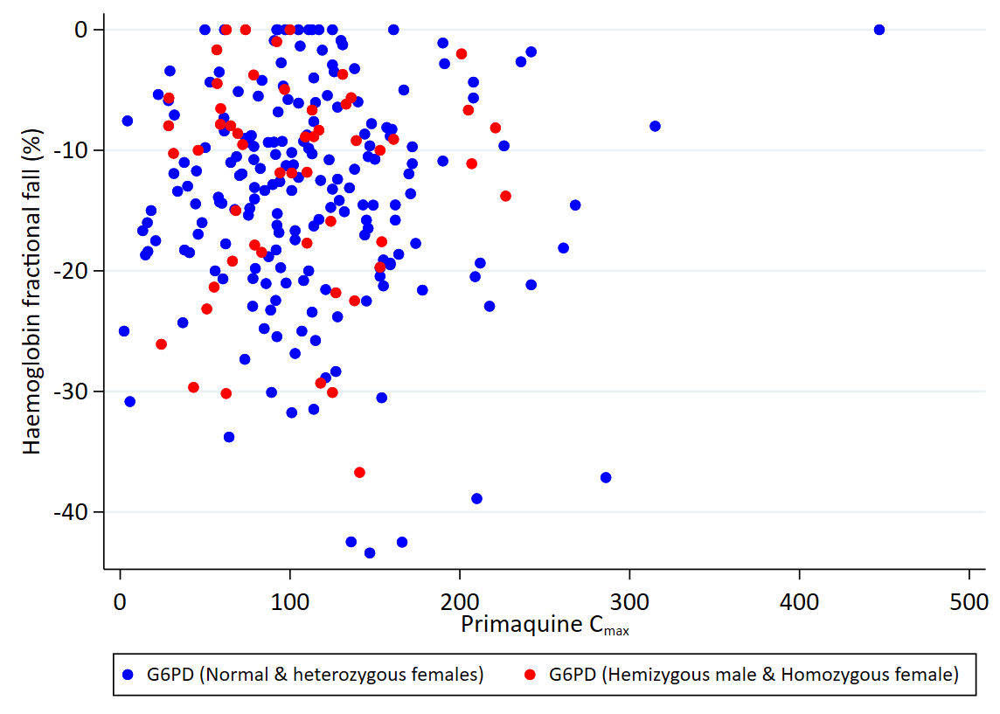 Haemoglobin fractional fall (%)
0
-10
-20
-30
-40
0 100 200 300 400 500
Primaquine Cmax
G6PD (Normal & heterozygous females) G6PD (Hemizygous male & Homozygous female)